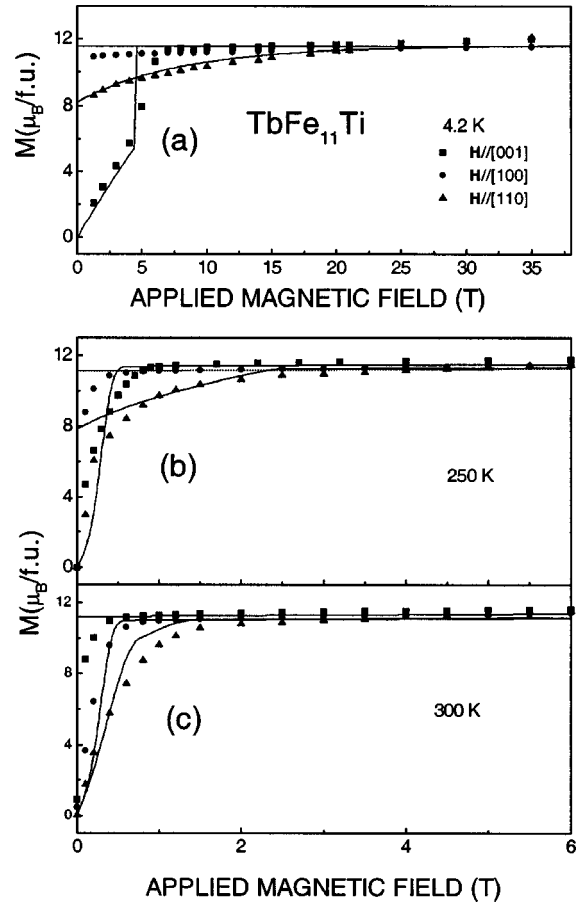 12
8
4
0
M(μB/f.u.)
(a)
TbFe11Ti
4.2 K
■ H//[001]
● H//[100]
▲ H//[110]
0 5 10 15 20 25 30 35
APPLIED MAGNETIC FIELD (T)
12
8
4
0
(b)
250 K
M(μB/f.u.)
12
8
4
0
(c)
300 K
0 2 4 6
APPLIED MAGNETIC FIELD (T)